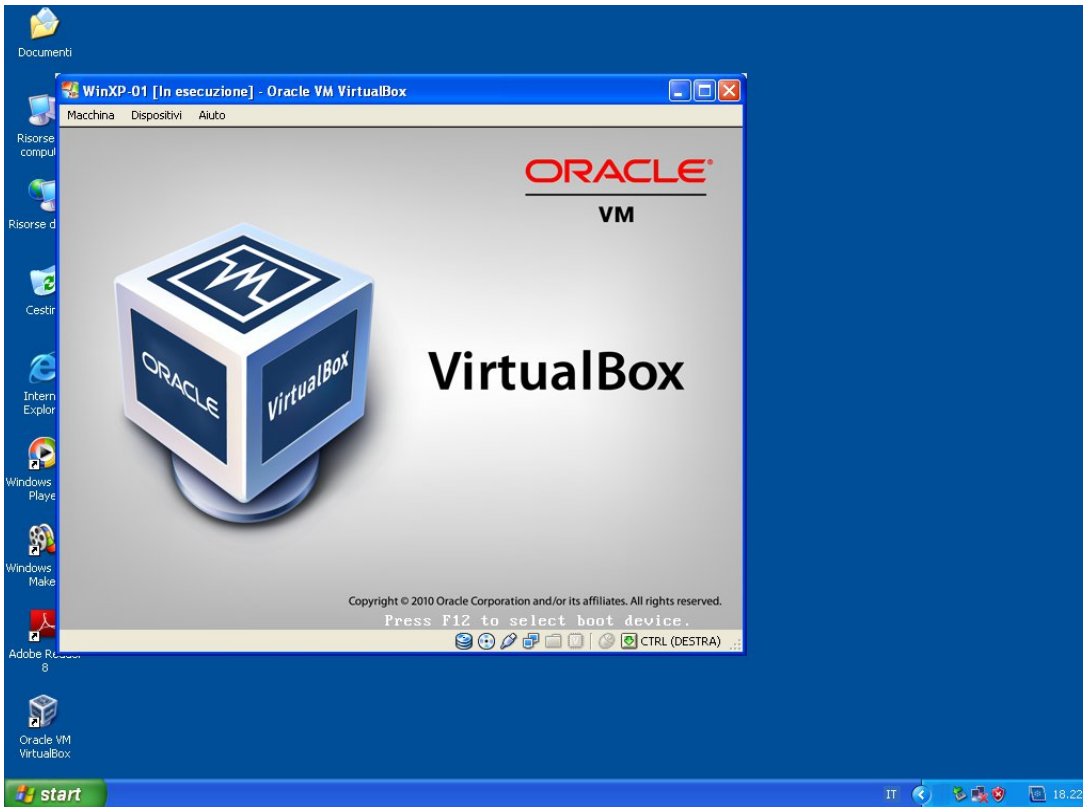 Documenti
WinXP-01 [In esecuzione] - Oracle VM VirtualBox
Macchina Dispositivi Aiuto
Risorse
comput
Risorse d
Cestir
Intern
Explor
Windows
Playe
Windows
Make
Adobe Reader
8
Oracle VM
VirtualBox
ORACLE®
VM
ORACLE
VirtualBox
VirtualBox
Copyright © 2010 Oracle Corporation and/or its affiliates. All rights reserved.
Press F12 to select boot device.
CTRL (DESTRA)
start
IT
18.22